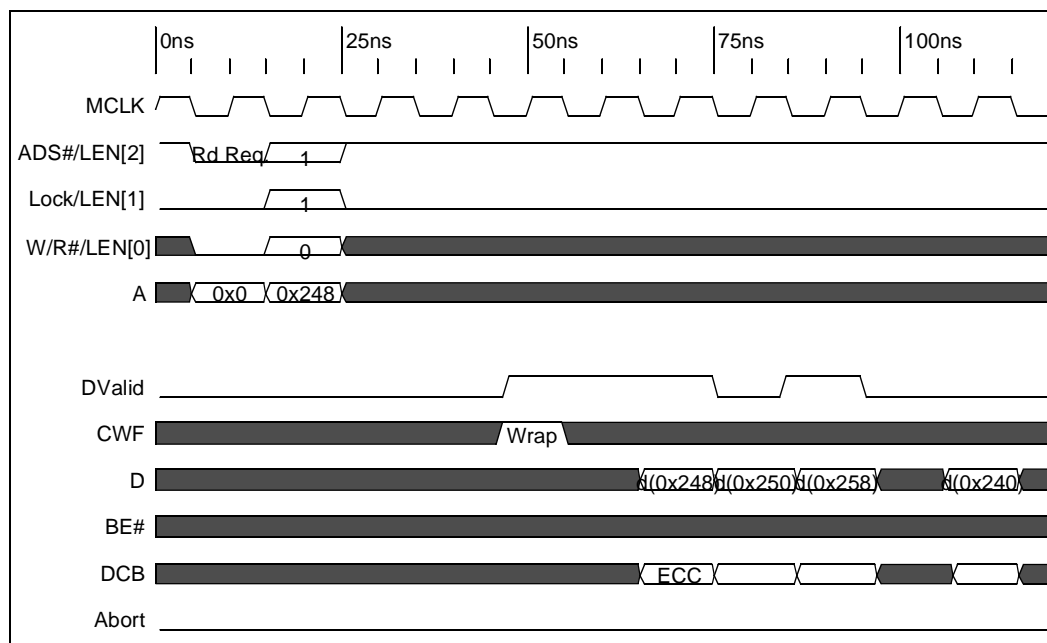 0ns 25ns 50ns 75ns 100ns
MCLK
ADS#/LEN[2] Rd Req. 1
Lock/LEN[1] 1
W/R#/LEN[0] 0
A 0x0 0x248
DValid
CWF Wrap
D d(0x248) d(0x250) d(0x258) d(0x240)
BE#
DCB ECC
Abort